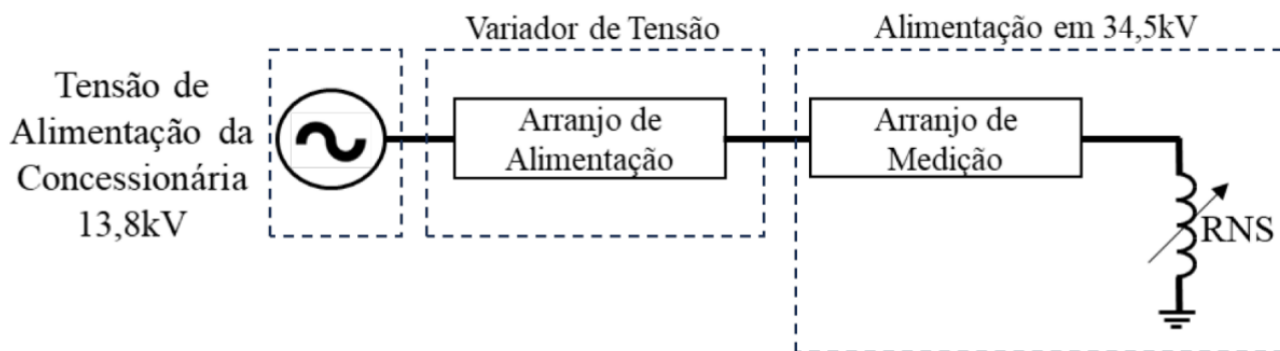 Variador de Tensão
Alimentação em 34,5kV
Tensão de
Alimentação da
Concessionária
13,8kV
Arranjo de
Alimentação
Arranjo de
Medição
RNS